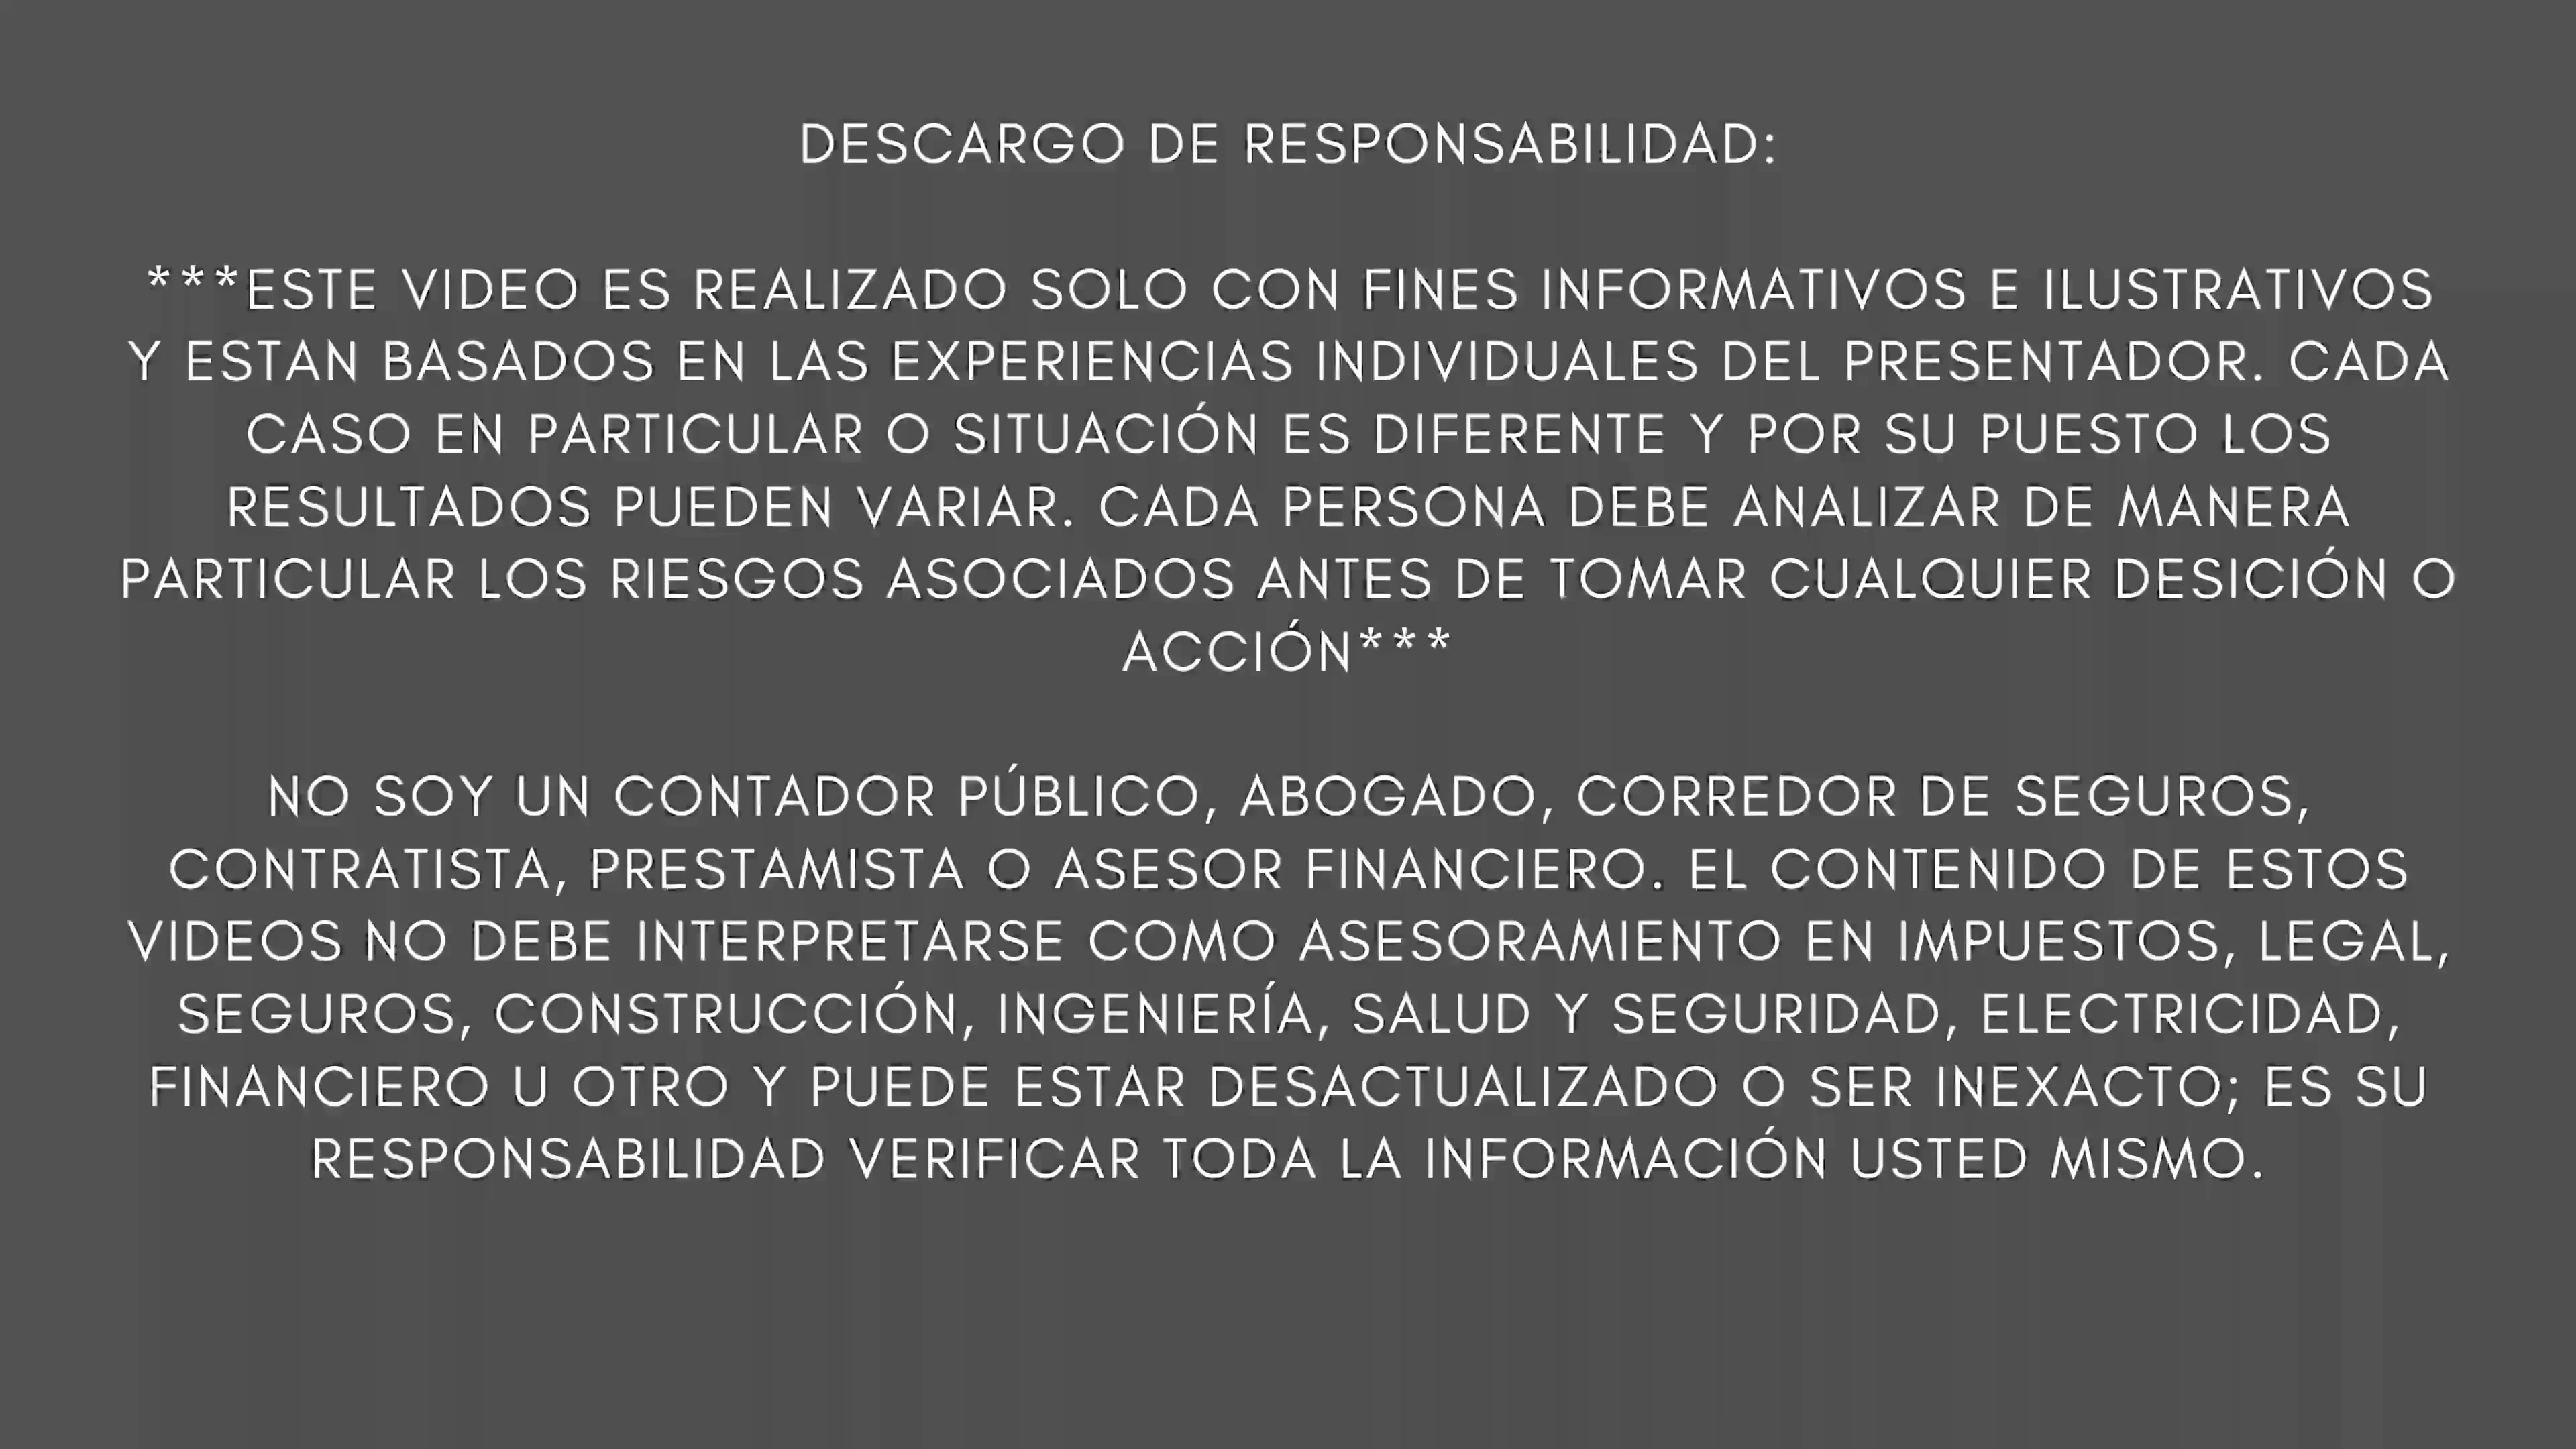 DESCARGO DE RESPONSABILIDAD:
***ESTE VIDEO ES REALIZADO SOLO CON FINES INFORMATIVOS E ILUSTRATIVOS
Y ESTAN BASADOS EN LAS EXPERIENCIAS INDIVIDUALES DEL PRESENTADOR. CADA
CASO EN PARTICULAR O SITUACIÓN ES DIFERENTE Y POR SU PUESTO LOS
RESULTADOS PUEDEN VARIAR. CADA PERSONA DEBE ANALIZAR DE MANERA
PARTICULAR LOS RIESGOS ASOCIADOS ANTES DE TOMAR CUALQUIER DESICIÓN O
ACCIÓN***
NO SOY UN CONTADOR PÚBLICO, ABOGADO, CORREDOR DE SEGUROS,
CONTRATISTA, PRESTAMISTA O ASESOR FINANCIERO. EL CONTENIDO DE ESTOS
VIDEOS NO DEBE INTERPRETARSE COMO ASESORAMIENTO EN IMPUESTOS, LEGAL,
SEGUROS, CONSTRUCCIÓN, INGENIERÍA, SALUD Y SEGURIDAD, ELECTRICIDAD,
FINANCIERO U OTRO Y PUEDE ESTAR DESACTUALIZADO O SER INEXACTO; ES SU
RESPONSABILIDAD VERIFICAR TODA LA INFORMACIÓN USTED MISMO.